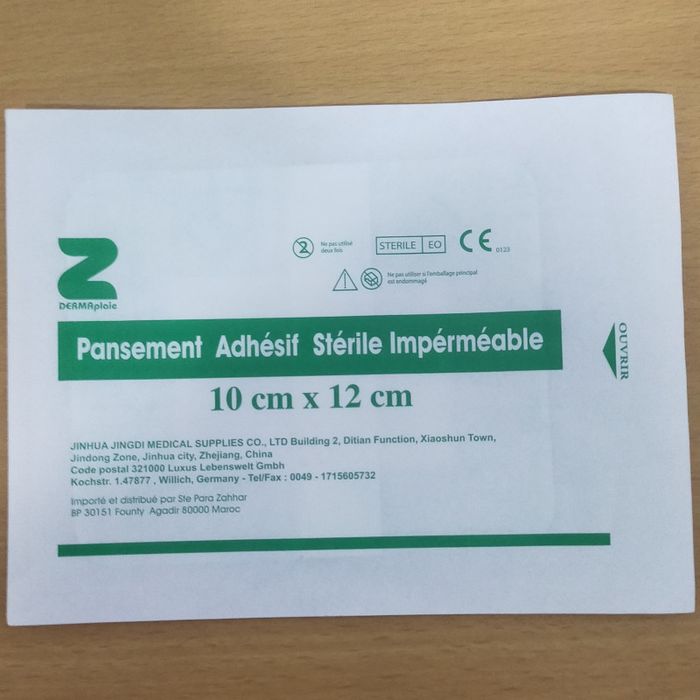 Ne pas utilisé
deux fois
STERILE EO
CE 0123
Ne pas utiliser si l'emballage principal
est endommagé
Z
DERMAplaie
Pansement Adhésif Stérile Impérméable
10 cm x 12 cm
OUVRIR
JINHUA JINGDI MEDICAL SUPPLIES CO., LTD Building 2, Ditian Function, Xiaoshun Town,
Jindong Zone, Jinhua city, Zhejiang, China
Code postal 321000 Luxus Lebenswelt Gmbh
Kochstr. 1.47877 , Willich, Germany - Tel/Fax : 0049 - 1715605732
Importé et distribué par Ste Para Zahhar
BP 30151 Founty Agadir 80000 Maroc